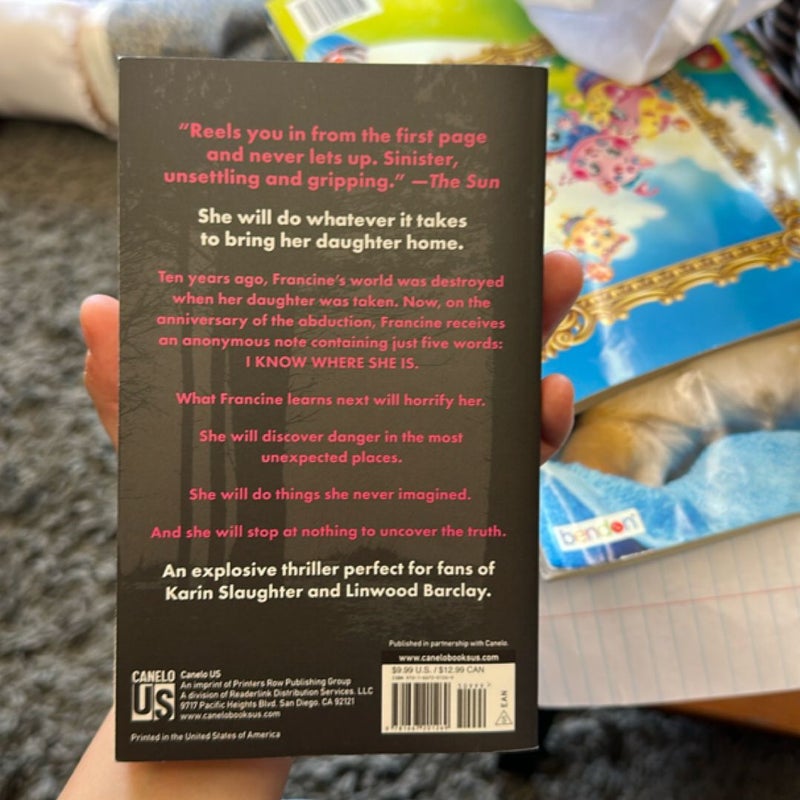 “Reels you in from the first page
and never lets up. Sinister,
unsettling and gripping.” —The Sun
She will do whatever it takes
to bring her daughter home.
Ten years ago, Francine’s world was destroyed
when her daughter was taken. Now, on the
anniversary of the abduction, Francine receives
an anonymous note containing just five words:
I KNOW WHERE SHE IS.
What Francine learns next will horrify her.
She will discover danger in the most
unexpected places.
She will do things she never imagined.
And she will stop at nothing to uncover the truth.
An explosive thriller perfect for fans of
Karin Slaughter and Linwood Barclay.
Published in partnership with Canelo.
www.canelobooksus.com
$9.99 U.S. / $12.99 CAN
EAN
CANELO
US
Canelo US
An imprint of Printers Row Publishing Group
A division of Readerlink Distribution Services, LLC
9717 Pacific Heights Blvd. San Diego, CA 92121
www.canelobooksus.com
Printed in the United States of America
bendon